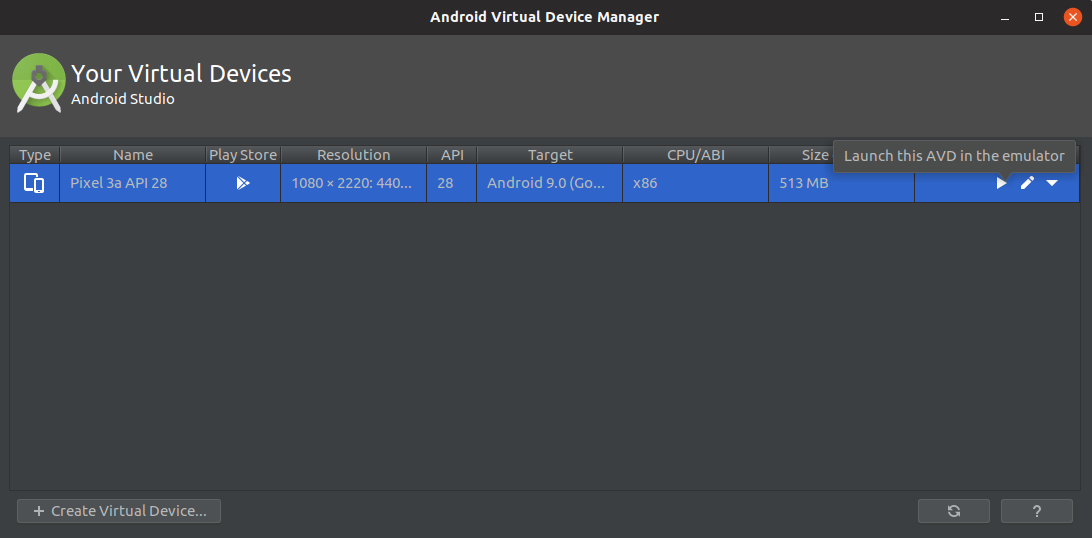 Android Virtual Device Manager
Your Virtual Devices
Android Studio
Type Name Play Store Resolution API Target CPU/ABI Size
Launch this AVD in the emulator
Pixel 3a API 28 1080 × 2220: 440... 28 Android 9.0 (Go... x86 513 MB
+ Create Virtual Device... ?